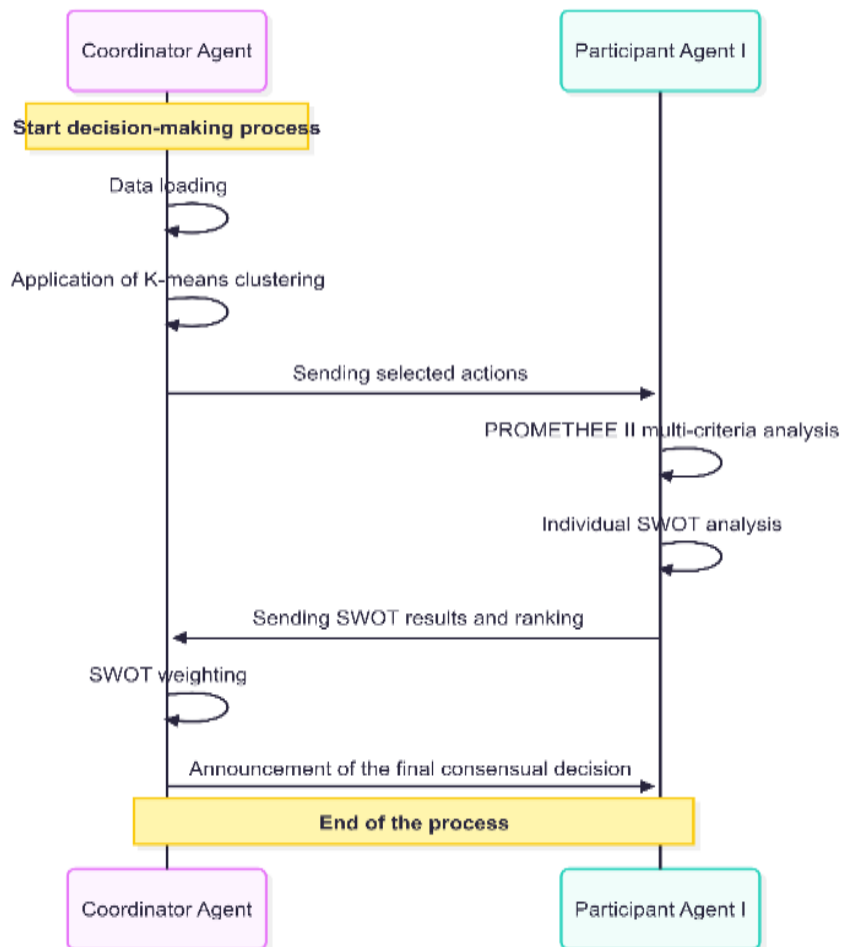 Coordinator Agent
Participant Agent I
Start decision-making process
Data loading
Application of K-means clustering
Sending selected actions
PROMETHEE II multi-criteria analysis
Individual SWOT analysis
Sending SWOT results and ranking
SWOT weighting
Announcement of the final consensual decision
End of the process
Coordinator Agent
Participant Agent I